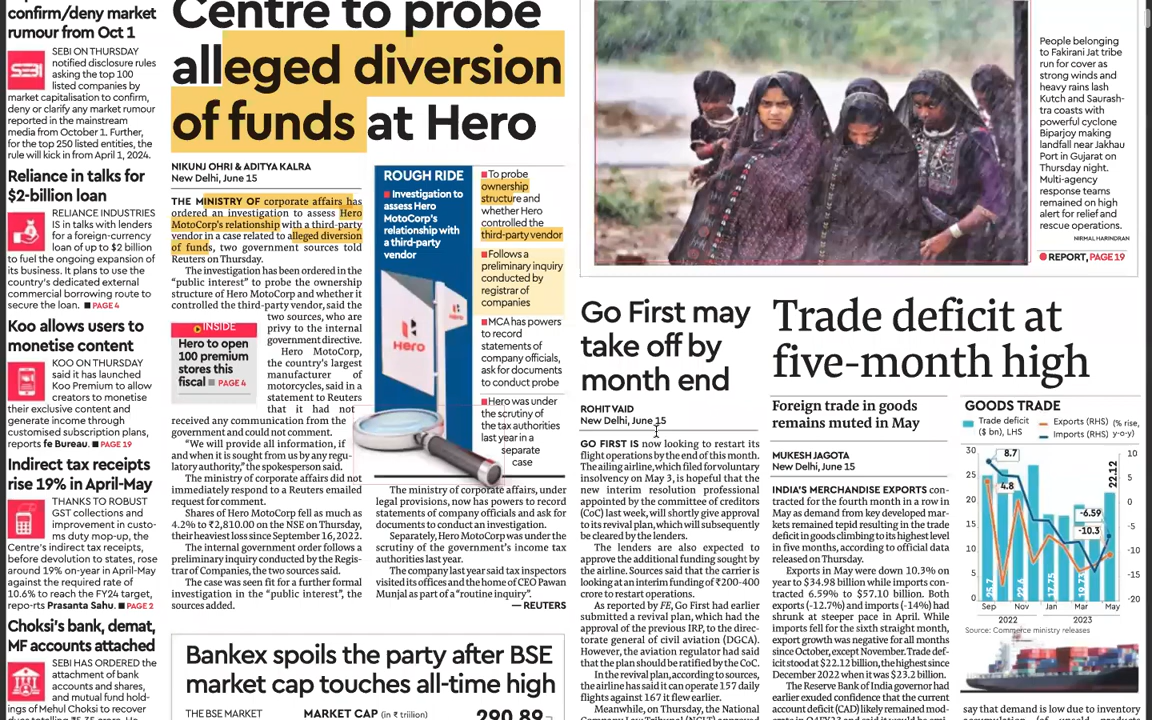 confirm/deny market
rumour from Oct 1
SEBI
SEBI ON THURSDAY
notified disclosure rules
asking the top 100
listed companies by
market capitalisation to confirm,
deny or clarify any market rumour
reported in the mainstream
media from October 1. Further,
for the top 250 listed entities, the
rule will kick in from April 1, 2024.
Reliance in talks for
$2-billion loan
RELIANCE INDUSTRIES
IS in talks with lenders
for a foreign-currency
loan of up to $2 billion
to fuel the ongoing expansion of
its business. It plans to use the
country's dedicated external
commercial borrowing route to
secure the loan. ■ PAGE 4
Koo allows users to
monetise content
KOO ON THURSDAY
said it has launched
Koo Premium to allow
creators to monetise
their exclusive content and
generate income through
customised subscription plans,
reports fe Bureau. ■ PAGE 19
Indirect tax receipts
rise 19% in April-May
THANKS TO ROBUST
GST collections and
improvement in custo-
ms duty mop-up, the
Centre's indirect tax receipts,
before devolution to states, rose
around 19% on-year in April-May
against the required rate of
10.6% to reach the FY24 target,
repo-rts Prasanta Sahu. ■ PAGE 2
Choksi's bank, demat,
MF accounts attached
SEBI HAS ORDERED the
attachment of bank
accounts and shares,
and mutual fund hold-
ings of Mehul Choksi to recover
Centre to probe
alleged diversion
of funds at Hero
NIKUNJ OHRI & ADITYA KALRA
New Delhi, June 15
THE MINISTRY OF corporate affairs has
ordered an investigation to assess Hero
MotoCorp's relationship with a third-party
vendor in a case related to alleged diversion
of funds, two government sources told
Reuters on Thursday.
The investigation has been ordered in the
"public interest" to probe the ownership
structure of Hero MotoCorp and whether it
controlled the third-party vendor, said the
two sources, who are
privy to the internal
government directive.
Hero MotoCorp,
the country's largest
manufacturer of
motorcycles, said in a
statement to Reuters
that it had not
received any communication from the
government and could not comment.
"We will provide all information, if
and when it is sought from us by any regu-
latory authority," the spokesperson said.
The ministry of corporate affairs did not
immediately respond to a Reuters emailed
request for comment.
Shares of Hero MotoCorp fell as much as
4.2% to ₹2,810.00 on the NSE on Thursday,
their heaviest loss since September 16, 2022.
The internal government order follows a
preliminary inquiry conducted by the Regis-
trar of Companies, the two sources said.
The case was seen fit for a further formal
investigation in the "public interest", the
sources added.
INSIDE
Hero to open
100 premium
stores this
fiscal ■ PAGE 4
ROUGH RIDE
■ Investigation to
assess Hero
MotoCorp's
relationship with
a third-party
vendor
Hero
■ To probe
ownership
structure and
whether Hero
controlled the
third-party vendor
■ Follows a
preliminary inquiry
conducted by
registrar of
companies
■ MCA has powers
to record
statements of
company officials,
ask for documents
to conduct probe
■ Hero was under
the scrutiny of
the tax authorities
last year in a
separate
case
The ministry of corporate affairs, under
legal provisions, now has powers to record
statements of company officials and ask for
documents to conduct an investigation.
Separately, Hero MotoCorp was under the
scrutiny of the government's income tax
authorities last year.
The company last year said tax inspectors
visited its offices and the home of CEO Pawan
Munjal as part of a "routine inquiry".
— REUTERS
Bankex spoils the party after BSE
market cap touches all-time high
THE BSE MARKET
MARKET CAP (in ₹ trillion)
290.89
People belonging
to Fakirani Jat tribe
run for cover as
strong winds and
heavy rains lash
Kutch and Saurash-
tra coasts with
powerful cyclone
Biparjoy making
landfall near Jakhau
Port in Gujarat on
Thursday night.
Multi-agency
response teams
remained on high
alert for relief and
rescue operations.
NIRMAL HARINDRAN
REPORT, PAGE 19
Go First may
take off by
month end
ROHIT VAID
New Delhi, June 15
GO FIRST IS now looking to restart its
flight operations by the end of this month.
The ailing airline, which filed for voluntary
insolvency on May 3, is hopeful that the
new interim resolution professional
appointed by the committee of creditors
(CoC) last week, will shortly give approval
to its revival plan, which will subsequently
be cleared by the lenders.
The lenders are also expected to
approve the additional funding sought by
the airline. Sources said that the carrier is
looking at an interim funding of ₹200-400
crore to restart operations.
As reported by FE, Go First had earlier
submitted a revival plan, which had the
approval of the previous IRP, to the direc-
torate general of civil aviation (DGCA).
However, the aviation regulator had said
that the plan should be ratified by the CoC.
In the revival plan, according to sources,
the airline has said it can operate 157 daily
flights against 167 it flew earlier.
Meanwhile, on Thursday, the National
Trade deficit at
five-month high
Foreign trade in goods
remains muted in May
MUKESH JAGOTA
New Delhi, June 15
INDIA'S MERCHANDISE EXPORTS con-
tracted for the fourth month in a row in
May as demand from key developed mar-
kets remained tepid resulting in the trade
deficit in goods climbing to its highest level
in five months, according to official data
released on Thursday.
Exports in May were down 10.3% on
year to $34.98 billion while imports con-
tracted 6.59% to $57.10 billion. Both
exports (-12.7%) and imports (-14%) had
shrunk at steeper pace in April. While
imports fell for the sixth straight month,
export growth was negative for all months
since October, except November. Trade def-
icit stood at $22.12 billion, the highest since
December 2022 when it was $23.2 billion.
The Reserve Bank of India governor had
earlier exuded confidence that the current
account deficit (CAD) likely remained mod-
GOODS TRADE
Trade deficit
($ bn), LHS
Exports (RHS)
Imports (RHS)
(% rise,
y-o-y)
30
25
20
15
10
5
0
10
5
0
-5
-10
-15
-20
8.7
4.8
-6.59
-10.3
22.12
25.7
22.6
17.75
19.73
Sep
Nov
Jan
Mar
May
2022
2023
Source: Commerce ministry releases
say that demand is low due to inventory